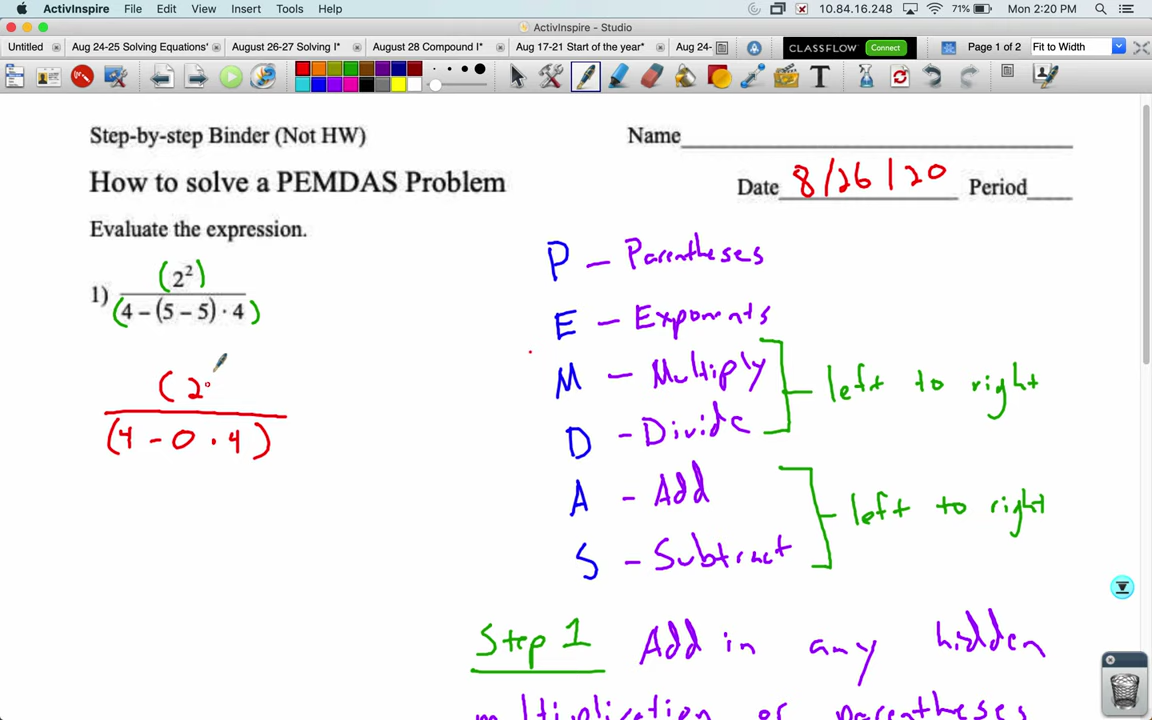 ActivInspire File Edit View Insert Tools Help 10.84.16.248 71% Mon 2:20 PM
ActivInspire - Studio
Untitled Aug 24-25 Solving Equations' August 26-27 Solving I* August 28 Compound I* Aug 17-21 Start of the year* Aug 24- CLASSFLOW Connect Page 1 of 2 Fit to Width
T
Step-by-step Binder (Not HW) Name
How to solve a PEMDAS Problem Date 8/26/20 Period
Evaluate the expression.
P – Parentheses
1) (2²)
(4 – (5 – 5) · 4)
E – Exponents
M – Multiply
left to right
D – Divide
(2
(4 - 0 · 4)
A – Add
left to right
S – Subtract
Step 1 Add in any hidden
multiplication or parentheses